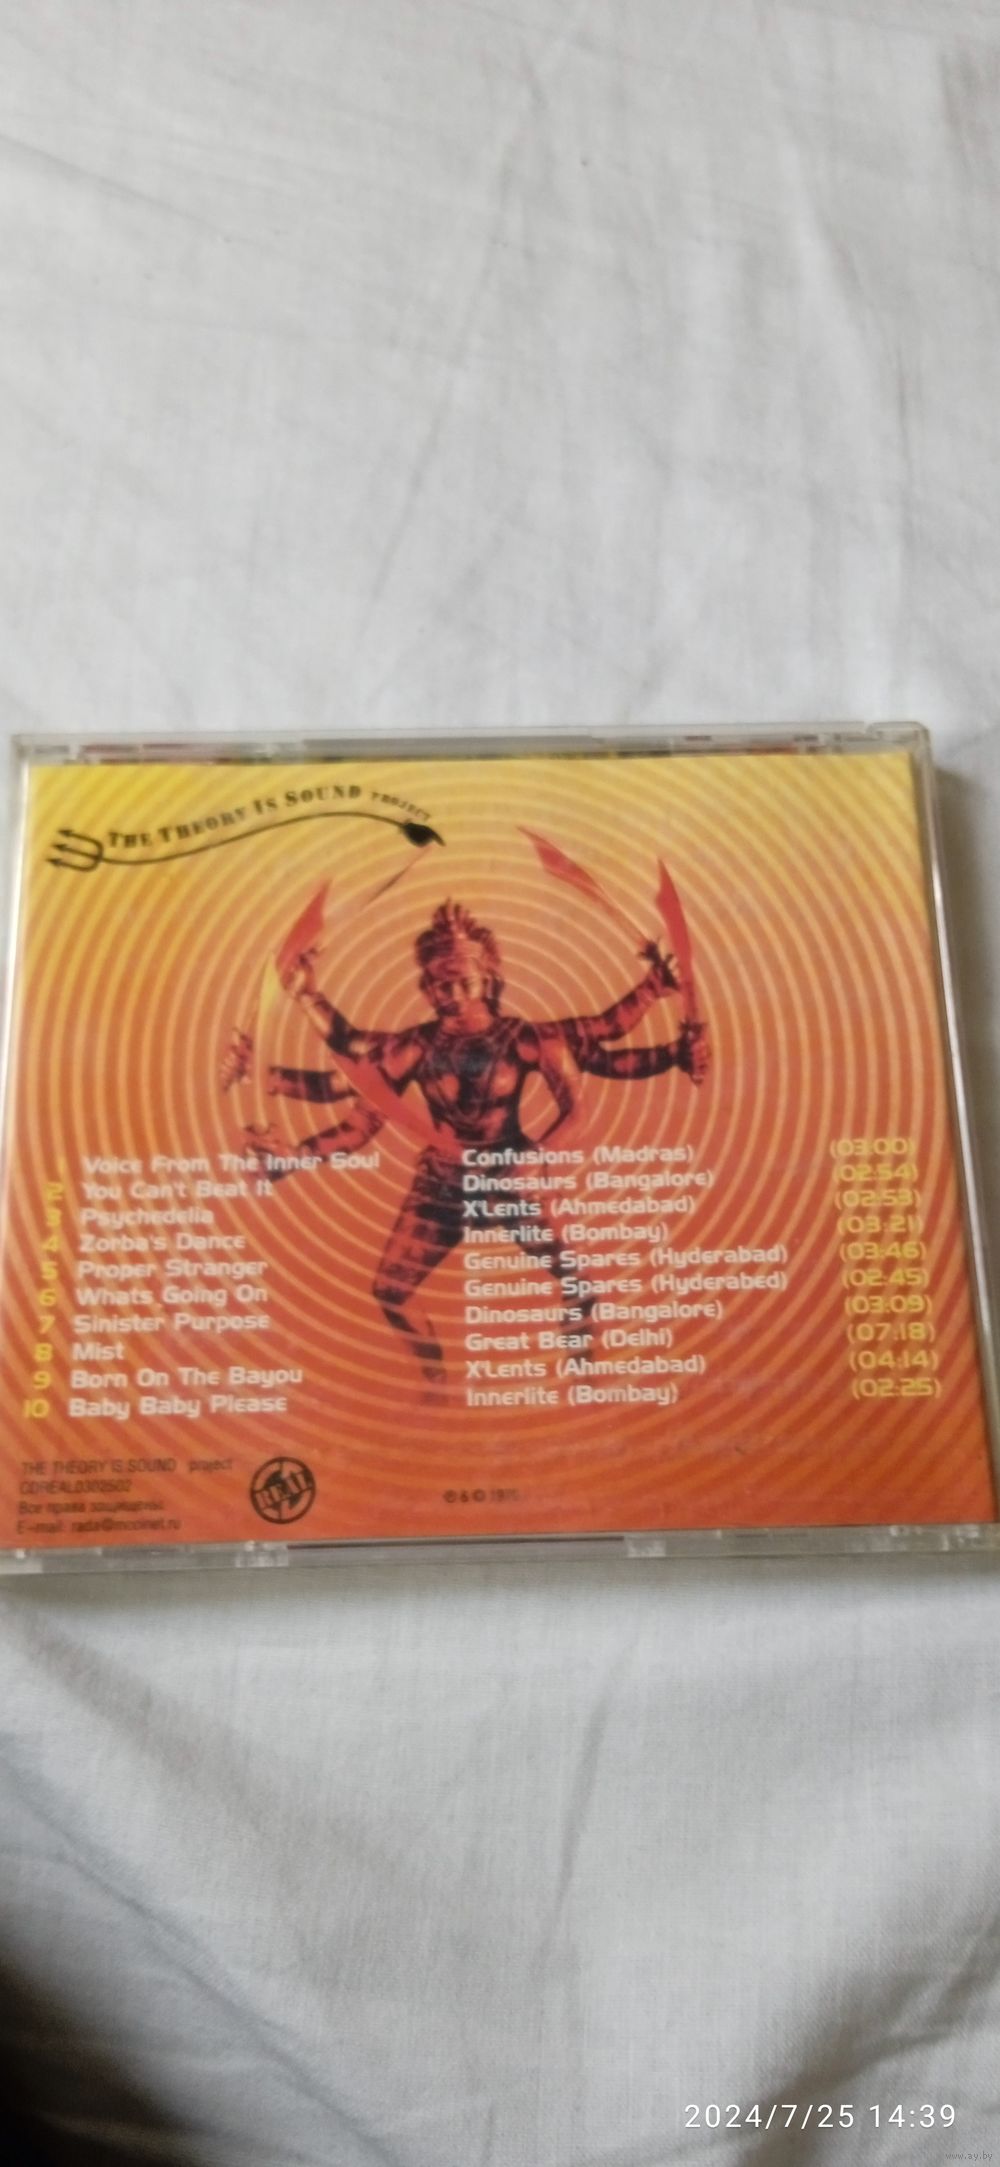 THE THEORY IS SOUND PROJECT
1 Voice From The Inner Soul Confusions (Madras) (03:00)
2 You Can't Beat It Dinosaurs (Bangalore) (02:54)
3 Psychedelia X'Lents (Ahmedabad) (02:53)
4 Zorba's Dance Innerlite (Bombay) (03:21)
5 Proper Stranger Genuine Spares (Hyderabad) (03:46)
6 Whats Going On Genuine Spares (Hyderabed) (02:45)
7 Sinister Purpose Dinosaurs (Bangalore) (03:09)
8 Mist Great Bear (Delhi) (07:18)
9 Born On The Bayou X'Lents (Ahmedabad) (04:14)
10 Baby Baby Please Innerlite (Bombay) (02:25)
THE THEORY IS SOUND project
CDREAL0302502
Все права защищены.
E-mail:
REAL
℗ & © 197
2024/7/25 14:39
www.ay.by